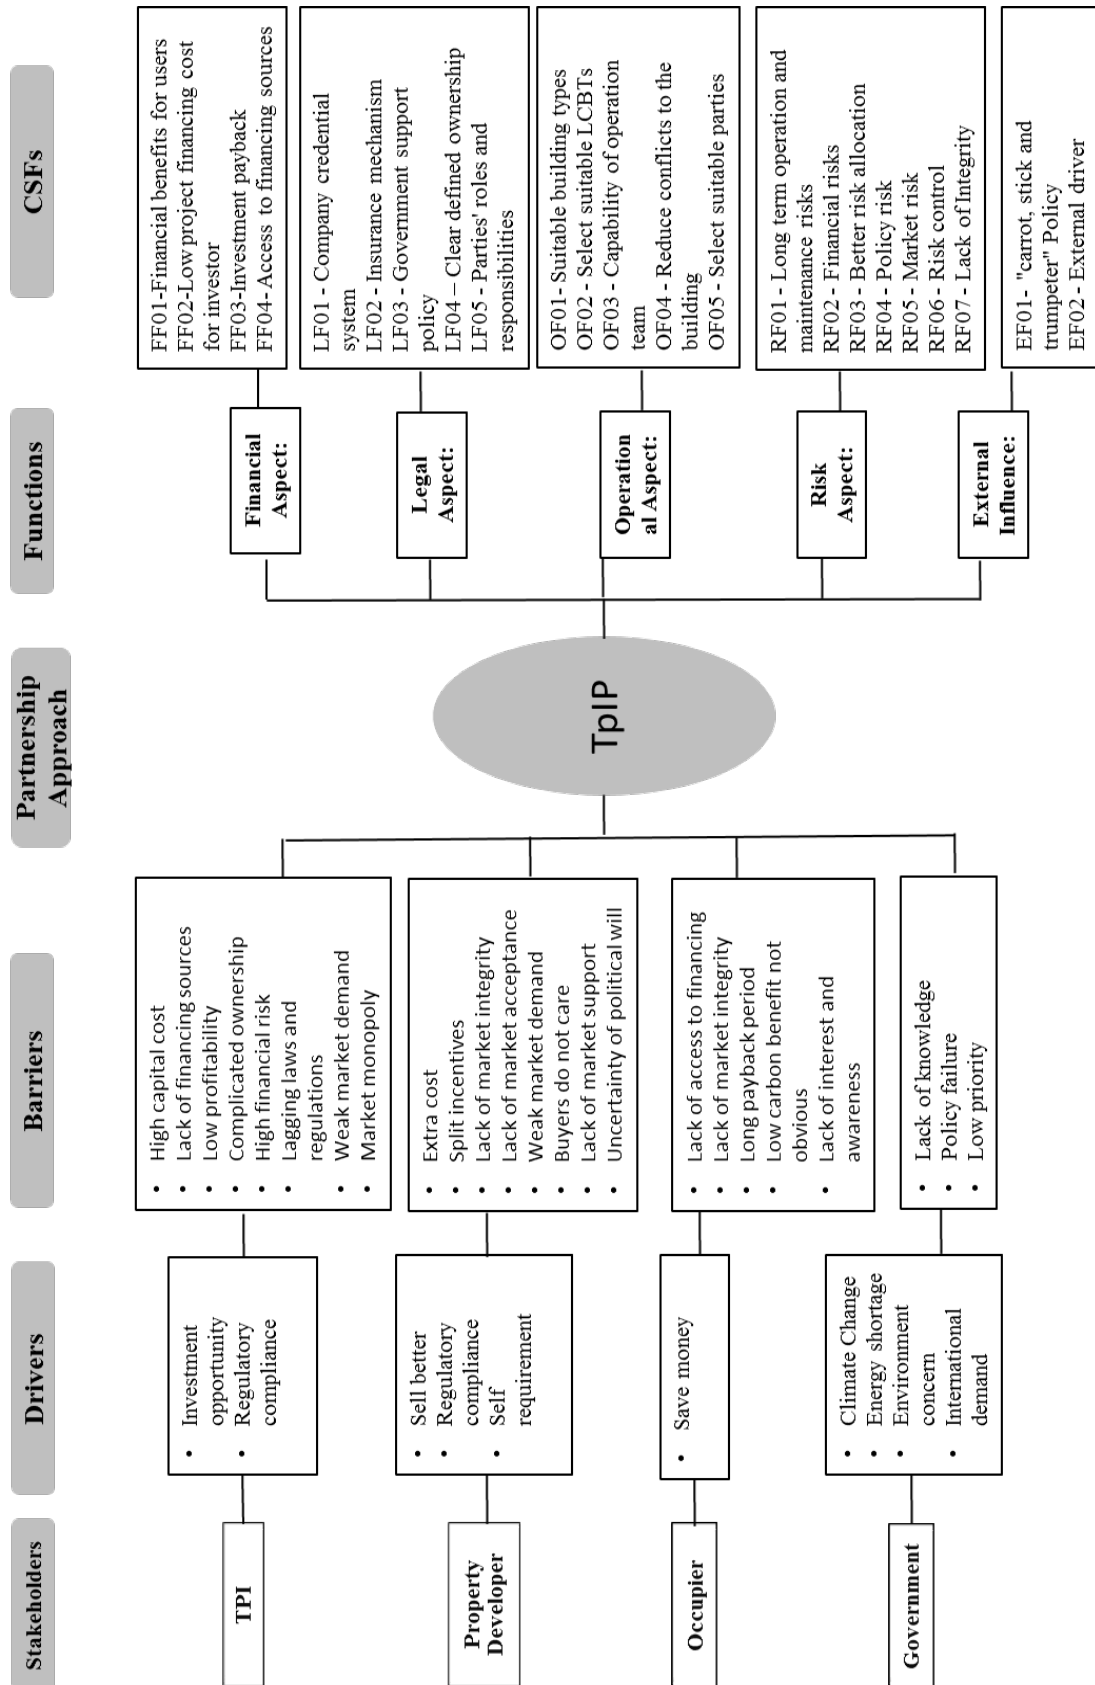 Stakeholders
Drivers
Barriers
Partnership
Approach
Functions
CSFs
TPI
• Investment
opportunity
• Regulatory
compliance
• High capital cost
• Lack of financing sources
• Low profitability
• Complicated ownership
• High financial risk
• Lagging laws and
regulations
• Weak market demand
• Market monopoly
Property
Developer
• Sell better
• Regulatory
compliance
• Self
requirement
• Extra cost
• Split incentives
• Lack of market integrity
• Lack of market acceptance
• Weak market demand
• Buyers do not care
• Lack of market support
• Uncertainty of political will
Occupier
• Save money
• Lack of access to financing
• Lack of market integrity
• Long payback period
• Low carbon benefit not
obvious
• Lack of interest and
awareness
Government
• Climate Change
• Energy shortage
• Environment
concern
• International
demand
• Lack of knowledge
• Policy failure
• Low priority
TpIP
Financial
Aspect:
FF01-Financial benefits for users
FF02-Low project financing cost
for investor
FF03-Investment payback
FF04- Access to financing sources
Legal
Aspect:
LF01 - Company credential
system
LF02 - Insurance mechanism
LF03 - Government support
policy
LF04 – Clear defined ownership
LF05 - Parties' roles and
responsibilities
Operation
al Aspect:
OF01- Suitable building types
OF02 - Select suitable LCBTs
OF03 - Capability of operation
team
OF04 - Reduce conflicts to the
building
OF05 - Select suitable parties
Risk
Aspect:
RF01 - Long term operation and
maintenance risks
RF02 - Financial risks
RF03 - Better risk allocation
RF04 - Policy risk
RF05 - Market risk
RF06 - Risk control
RF07 - Lack of Integrity
External
Influence:
EF01- "carrot, stick and
trumpeter" Policy
EF02 - External driver